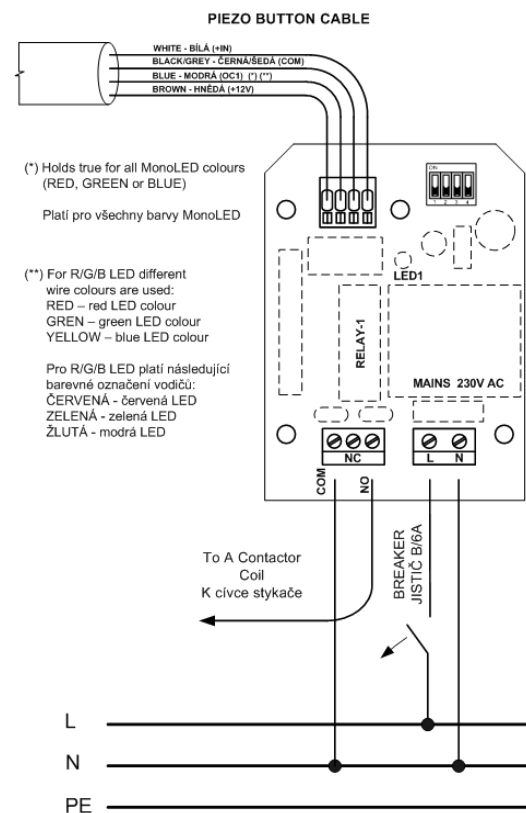 PIEZO BUTTON CABLE
WHITE - BÍLÁ (+IN)
BLACK/GREY - ČERNÁ/ŠEDÁ (COM)
BLUE - MODRÁ (OC1) (*) (**)
BROWN - HNĚDÁ (+12V)
(*) Holds true for all MonoLED colours
(RED, GREEN or BLUE)
Platí pro všechny barvy MonoLED
(**) For R/G/B LED different
wire colours are used:
RED – red LED colour
GREN – green LED colour
YELLOW – blue LED colour
Pro R/G/B LED platí následující
barevné označení vodičů:
ČERVENÁ - červená LED
ZELENÁ - zelená LED
ŽLUTÁ - modrá LED
ON
1 2 3 4
LED1
RELAY-1
MAINS 230V AC
NC
L N
COM
NO
BREAKER
JISTIČ B/6A
To A Contactor
Coil
K cívce stykače
L
N
PE